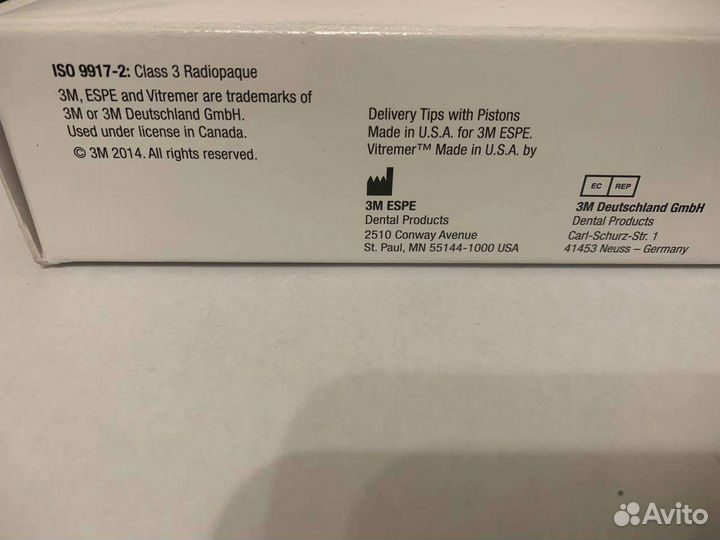 ISO 9917-2: Class 3 Radiopaque
3M, ESPE and Vitremer are trademarks of
3M or 3M Deutschland GmbH.
Used under license in Canada.
© 3M 2014. All rights reserved.
Delivery Tips with Pistons
Made in U.S.A. for 3M ESPE.
Vitremer™ Made in U.S.A. by
3M ESPE
Dental Products
2510 Conway Avenue
St. Paul, MN 55144-1000 USA
EC REP
3M Deutschland GmbH
Dental Products
Carl-Schurz-Str. 1
41453 Neuss – Germany
Avito